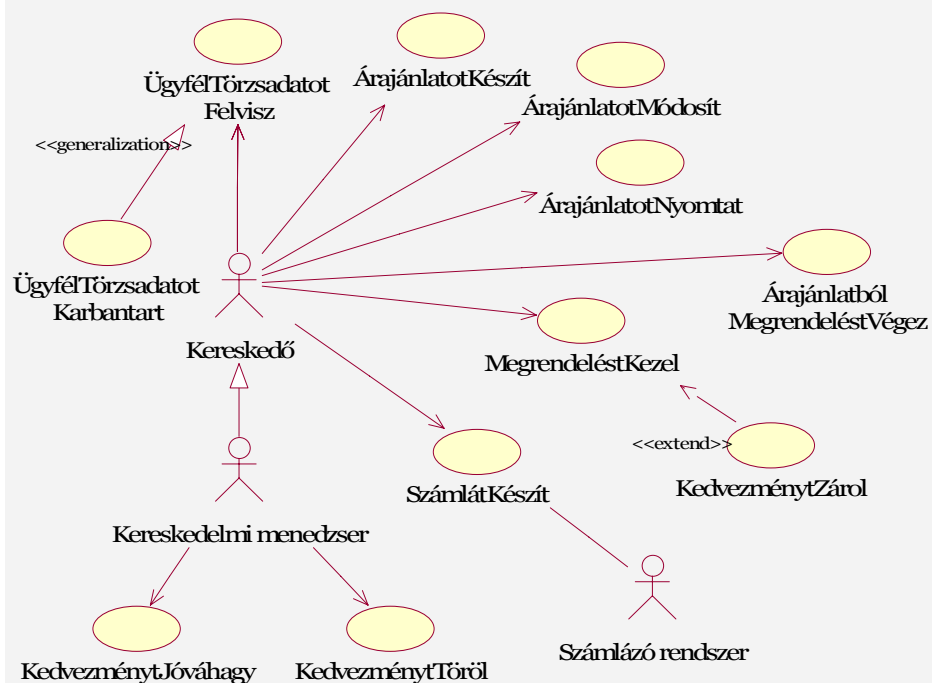 ÜgyfélTörzsadatot
Felvisz
ÁrajánlatotKészít
ÁrajánlatotMódosít
<<generalization>>
ÁrajánlatotNyomtat
ÜgyfélTörzsadatot
Karbantart
Árajánlatból
MegrendeléstVégez
Kereskedő
MegrendeléstKezel
<<extend>>
SzámlátKészít
KedvezménytZárol
Kereskedelmi menedzser
KedvezménytJóváhagy
KedvezménytTöröl
Számlázó rendszer